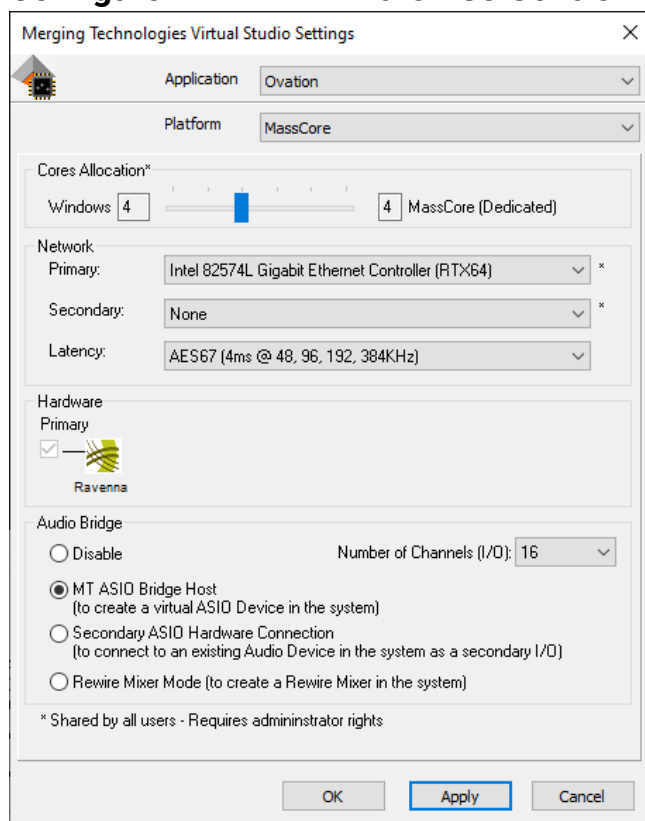 Merging Technologies Virtual Studio Settings
Application Ovation
Platform MassCore
Cores Allocation*
Windows 4 4 MassCore (Dedicated)
Network
Primary: Intel 82574L Gigabit Ethernet Controller (RTX64) *
Secondary: None *
Latency: AES67 (4ms @ 48, 96, 192, 384KHz)
Hardware
Primary
Ravenna
Audio Bridge
Disable Number of Channels (I/O): 16
MT ASIO Bridge Host
(to create a virtual ASIO Device in the system)
Secondary ASIO Hardware Connection
(to connect to an existing Audio Device in the system as a secondary I/O)
Rewire Mixer Mode (to create a Rewire Mixer in the system)
* Shared by all users - Requires admininstrator rights
OK Apply Cancel